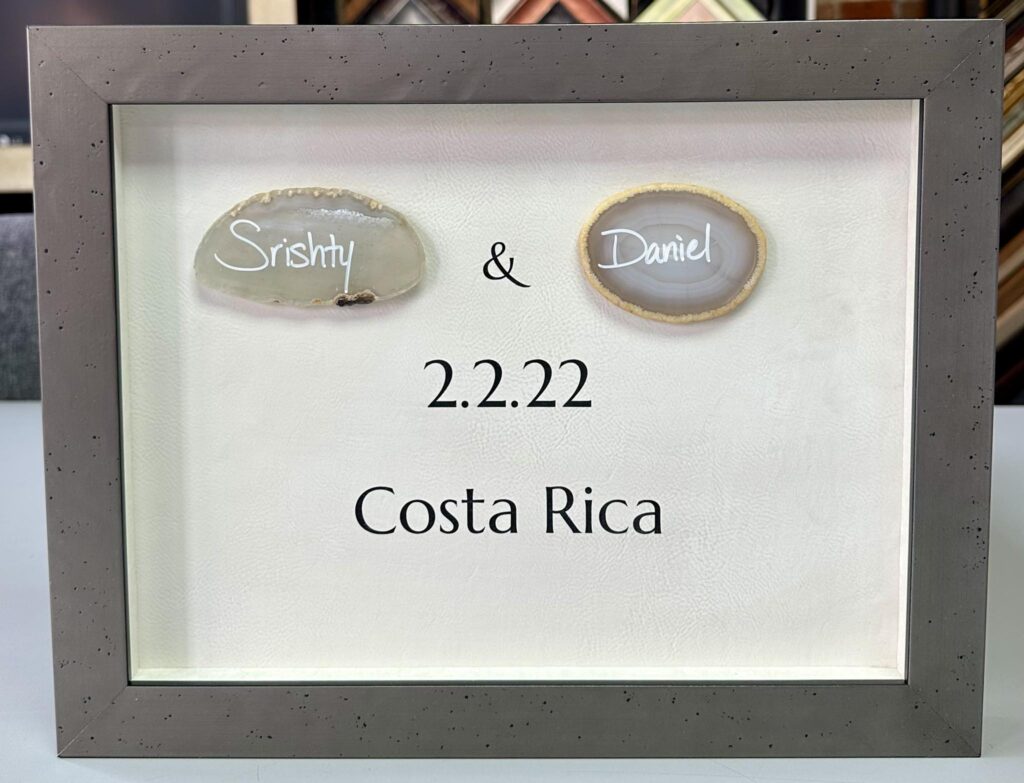 Srishty & Daniel
2.2.22
Costa Rica